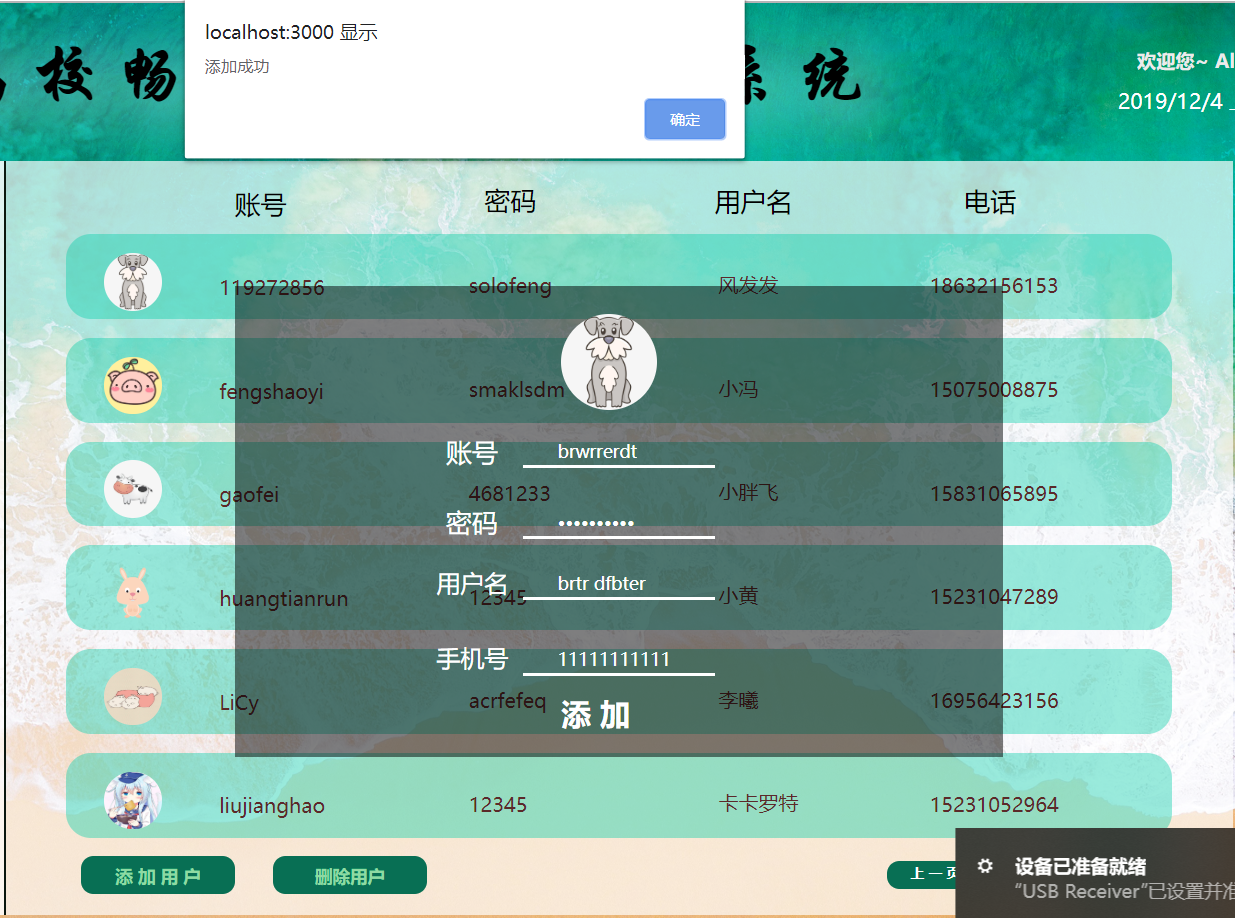 localhost:3000 显示
添加成功
确定
校 畅 系 统
欢迎您~ Al
2019/12/4
账号 密码 用户名 电话
119272856 solofeng 风发发 18632156153
fengshaoyi smaklsdm 小冯 15075008875
账号 brwrrerdt
gaofei 4681233 小胖飞 15831065895
密码 ••••••••••
用户名 brtr dfbter
huangtianrun 12345 小黄 15231047289
手机号 11111111111
LiCy acrfefeq 李曦 16956423156
添 加
liujianghao 12345 卡卡罗特 15231052964
添 加 用 户 删除用户 上 一 页
设备已准备就绪
“USB Receiver”已设置并准